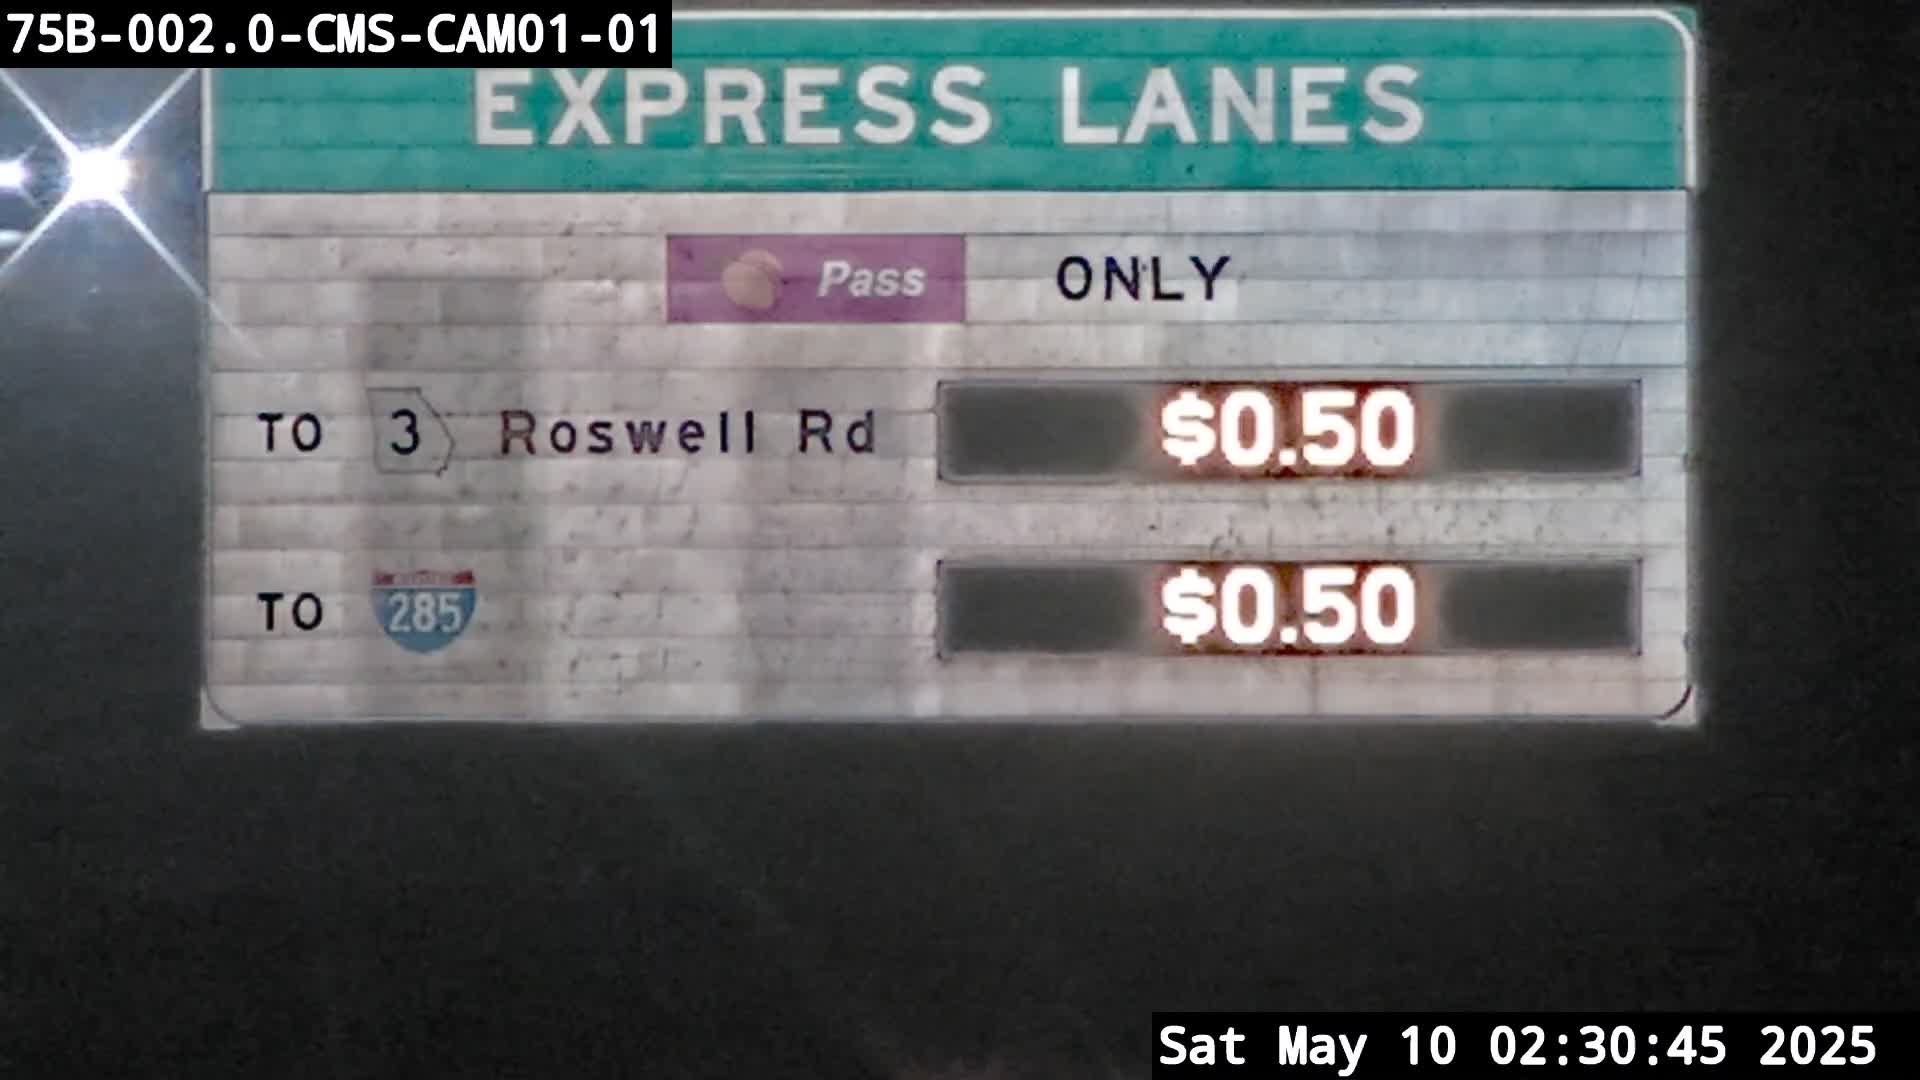 75B-002.0-CMS-CAM01-01
EXPRESS LANES
Pass ONLY
TO 3 Roswell Rd $0.50
TO 285 $0.50
Sat May 10 02:30:45 2025